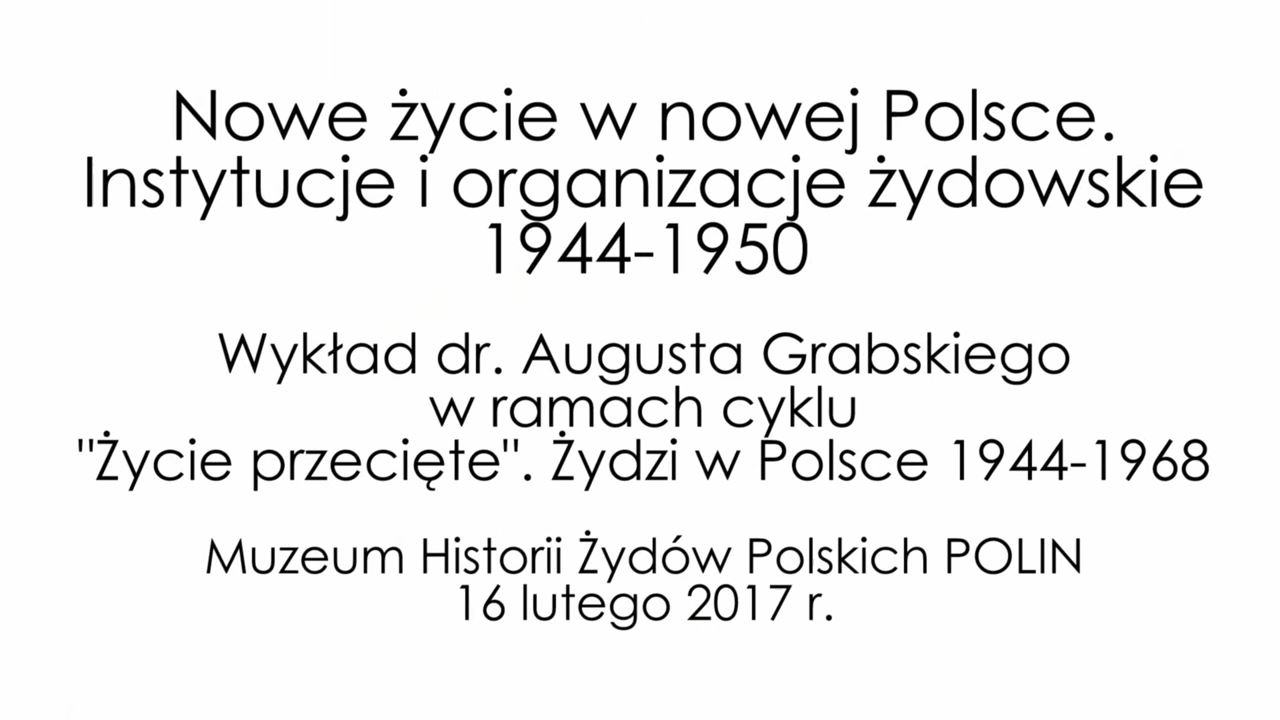 Nowe życie w nowej Polsce.
Instytucje i organizacje żydowskie
1944-1950
Wykład dr. Augusta Grabskiego
w ramach cyklu
"Życie przecięte". Żydzi w Polsce 1944-1968
Muzeum Historii Żydów Polskich POLIN
16 lutego 2017 r.